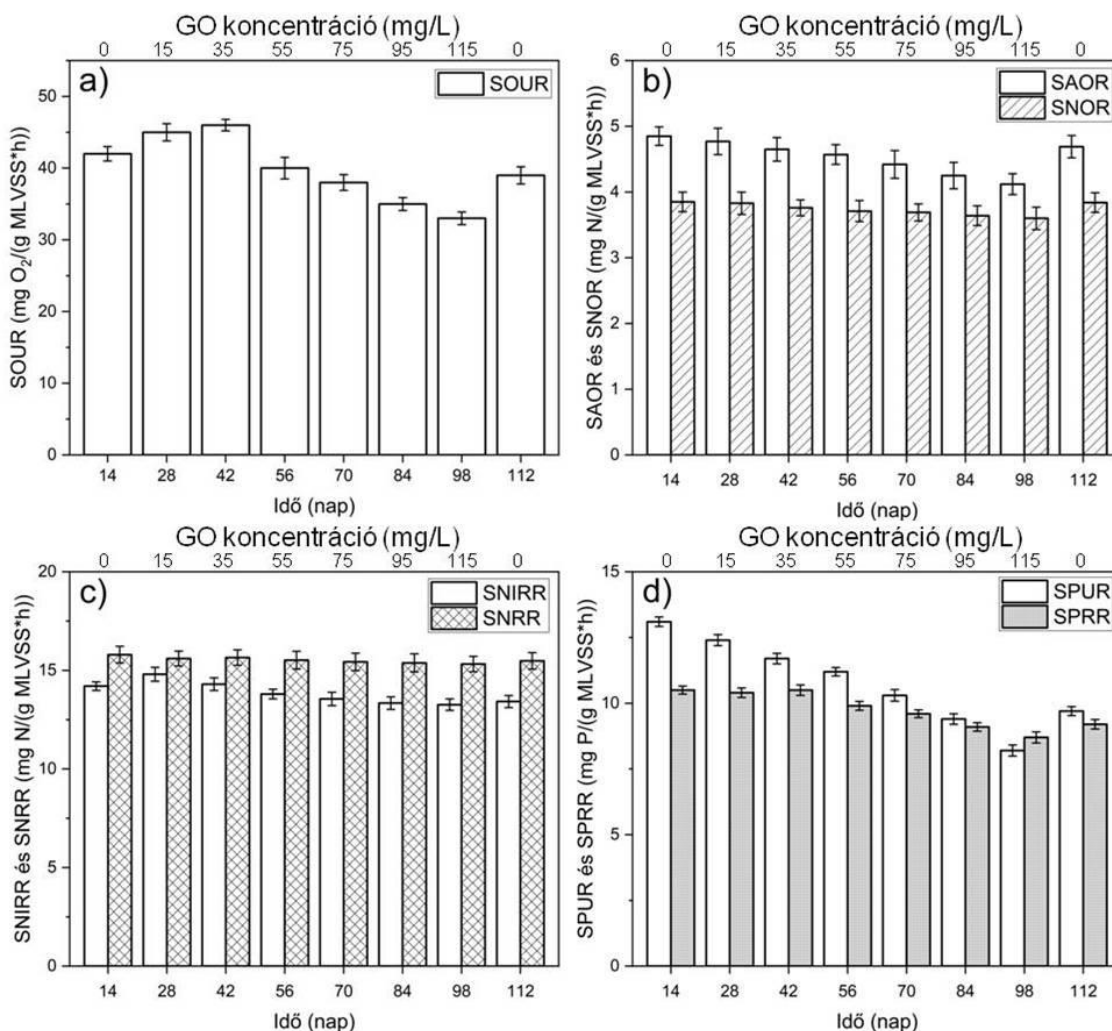 GO koncentráció (mg/L)
0 15 35 55 75 95 115 0
a)
SOUR
SOUR (mg O₂/(g MLVSS*h))
50
40
30
20
10
0
14 28 42 56 70 84 98 112
Idő (nap)
GO koncentráció (mg/L)
0 15 35 55 75 95 115 0
b)
SAOR
SNOR
SAOR és SNOR (mg N/(g MLVSS*h))
6
5
4
3
2
1
0
14 28 42 56 70 84 98 112
Idő (nap)
GO koncentráció (mg/L)
0 15 35 55 75 95 115 0
c)
SNIRR
SNRR
SNIRR és SNRR (mg N/(g MLVSS*h))
20
15
10
5
0
14 28 42 56 70 84 98 112
Idő (nap)
GO koncentráció (mg/L)
0 15 35 55 75 95 115 0
d)
SPUR
SPRR
SPUR és SPRR (mg P/(g MLVSS*h))
15
10
5
0
14 28 42 56 70 84 98 112
Idő (nap)